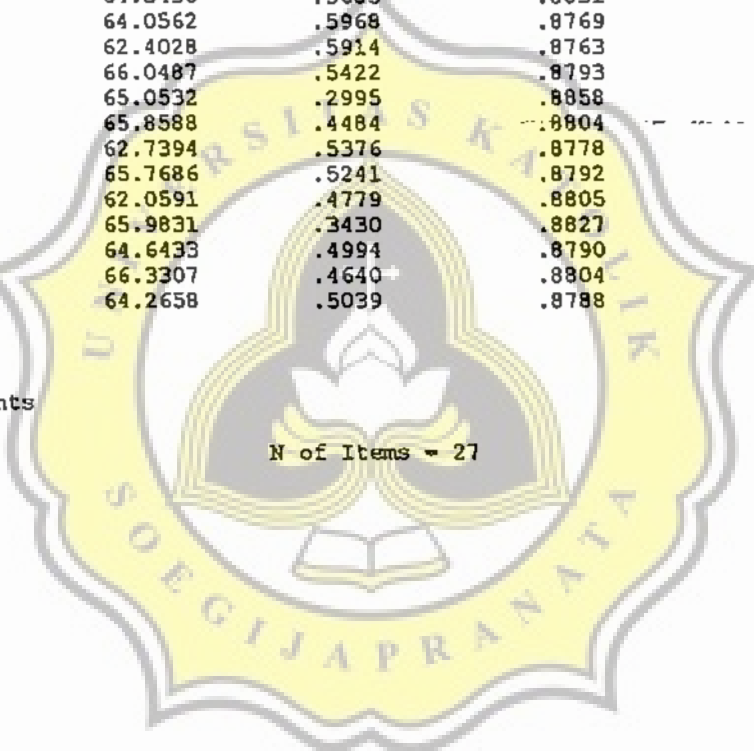 64.0562 .5968 .8769
62.4028 .5914 .8763
66.0487 .5422 .8793
65.0532 .2995 .8858
65.8588 .4484 .8804
62.7394 .5376 .8778
65.7686 .5241 .8792
62.0591 .4779 .8805
65.9831 .3430 .8827
64.6433 .4994 .8790
66.3307 .4640 .8804
64.2658 .5039 .8788
nts
N of Items = 27
UNIVERSITAS KATOLIK
SOEGIJAPRANATA